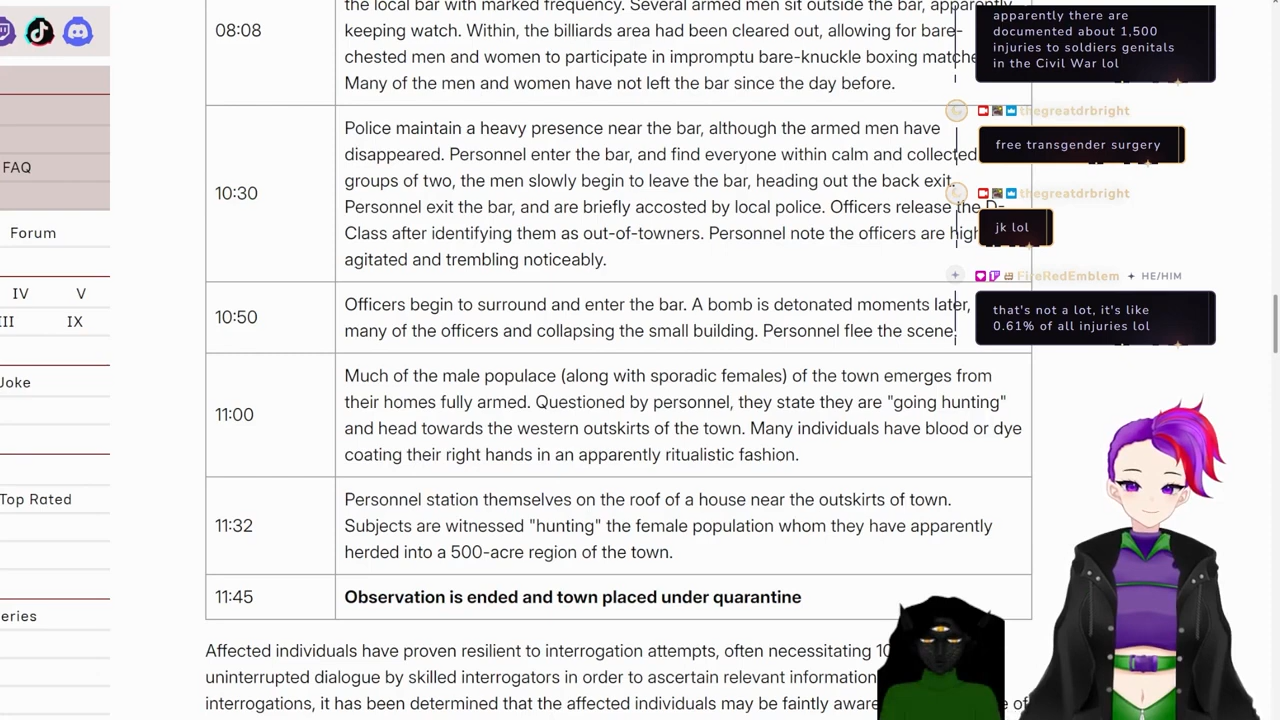 FAQ
Forum
IV V
III IX
Joke
Top Rated
eries
the local bar with marked frequency. Several armed men sit outside the bar, apparently
08:08
keeping watch. Within, the billiards area had been cleared out, allowing for bare-
chested men and women to participate in impromptu bare-knuckle boxing matche
Many of the men and women have not left the bar since the day before.
Police maintain a heavy presence near the bar, although the armed men have
disappeared. Personnel enter the bar, and find everyone within calm and collected
10:30
groups of two, the men slowly begin to leave the bar, heading out the back exit.
Personnel exit the bar, and are briefly accosted by local police. Officers release the D-
Class after identifying them as out-of-towners. Personnel note the officers are high
agitated and trembling noticeably.
Officers begin to surround and enter the bar. A bomb is detonated moments later,
10:50
many of the officers and collapsing the small building. Personnel flee the scene.
Much of the male populace (along with sporadic females) of the town emerges from
their homes fully armed. Questioned by personnel, they state they are "going hunting"
11:00
and head towards the western outskirts of the town. Many individuals have blood or dye
coating their right hands in an apparently ritualistic fashion.
Personnel station themselves on the roof of a house near the outskirts of town.
11:32
Subjects are witnessed "hunting" the female population whom they have apparently
herded into a 500-acre region of the town.
11:45
Observation is ended and town placed under quarantine
Affected individuals have proven resilient to interrogation attempts, often necessitating
uninterrupted dialogue by skilled interrogators in order to ascertain relevant information
interrogations, it has been determined that the affected individuals may be faintly aware
apparently there are
documented about 1,500
injuries to soldiers genitals
in the Civil War lol
thegreatdrbright
free transgender surgery
thegreatdrbright
jk lol
FireRedEmblem HE/HIM
that's not a lot, it's like
0.61% of all injuries lol